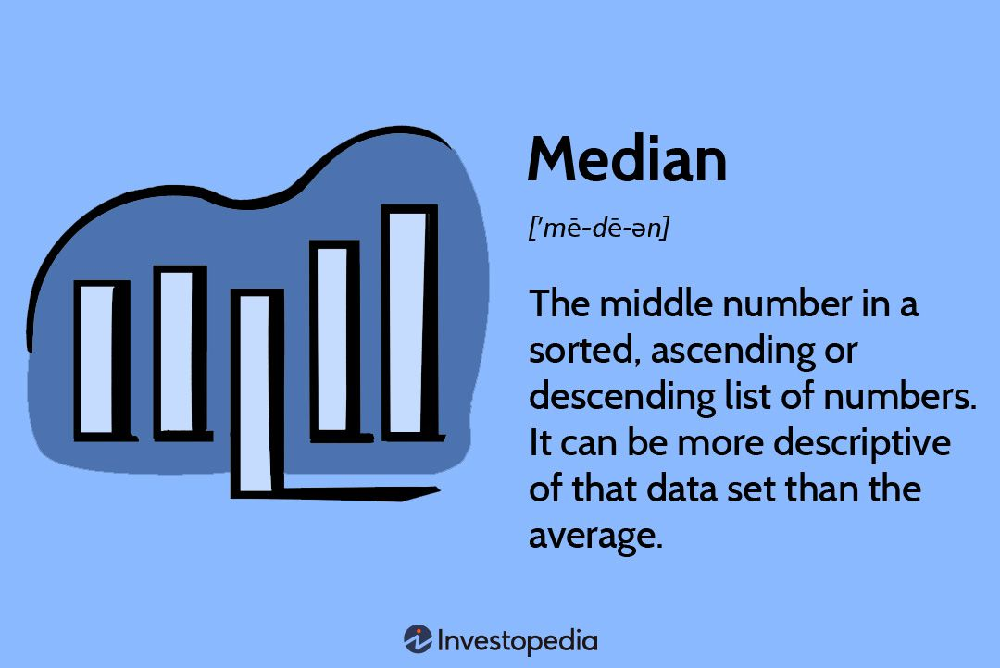 Median
[ʹmē-dē-ən]
The middle number in a
sorted, ascending or
descending list of numbers.
It can be more descriptive
of that data set than the
average.
Investopedia